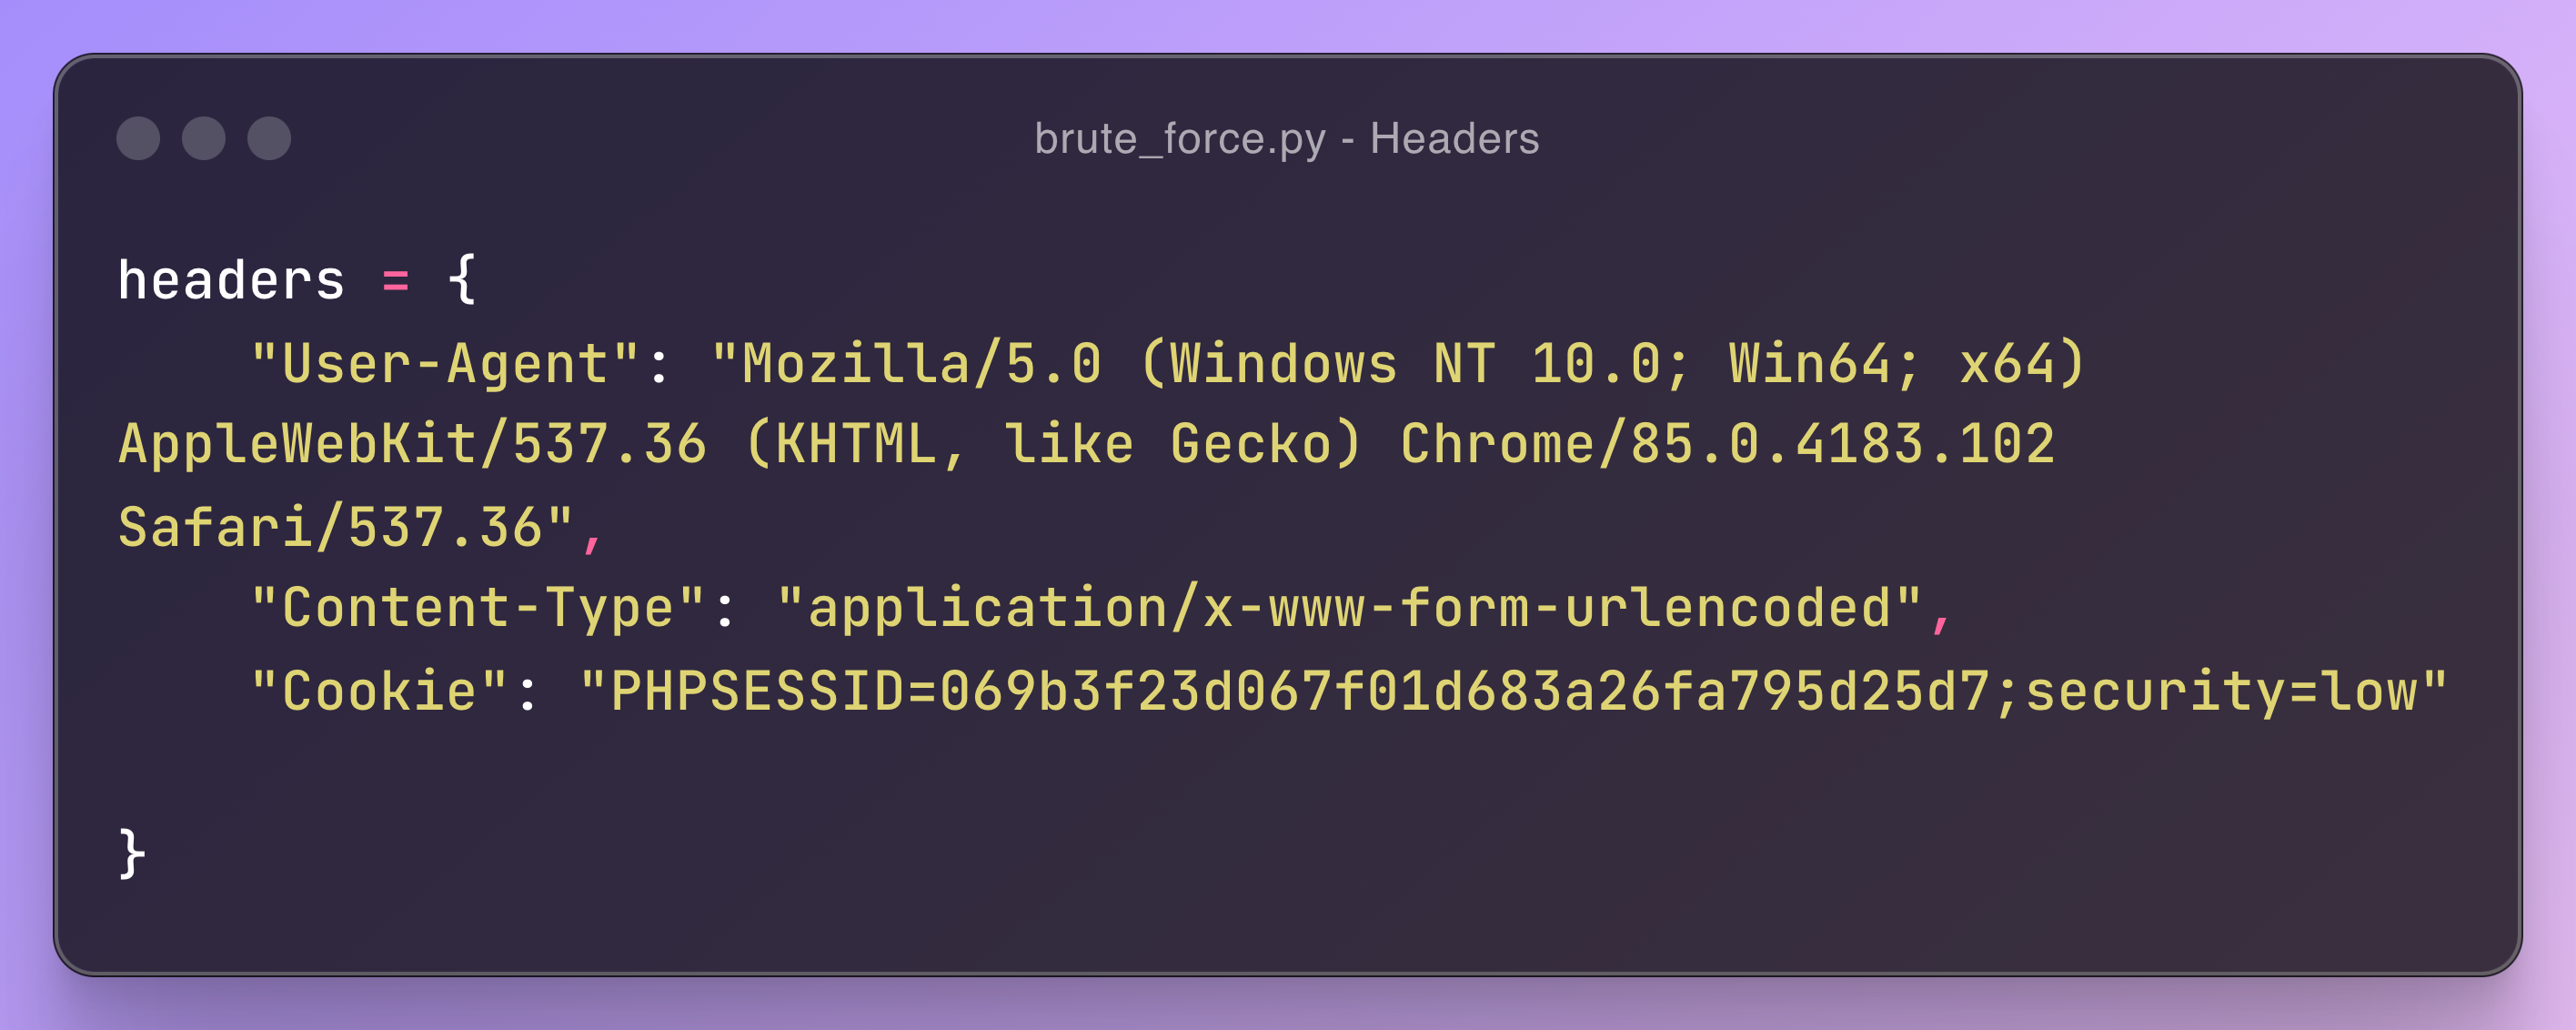 brute_force.py - Headers
headers = {
    "User-Agent": "Mozilla/5.0 (Windows NT 10.0; Win64; x64)
AppleWebKit/537.36 (KHTML, like Gecko) Chrome/85.0.4183.102
Safari/537.36",
    "Content-Type": "application/x-www-form-urlencoded",
    "Cookie": "PHPSESSID=069b3f23d067f01d683a26fa795d25d7;security=low"
}